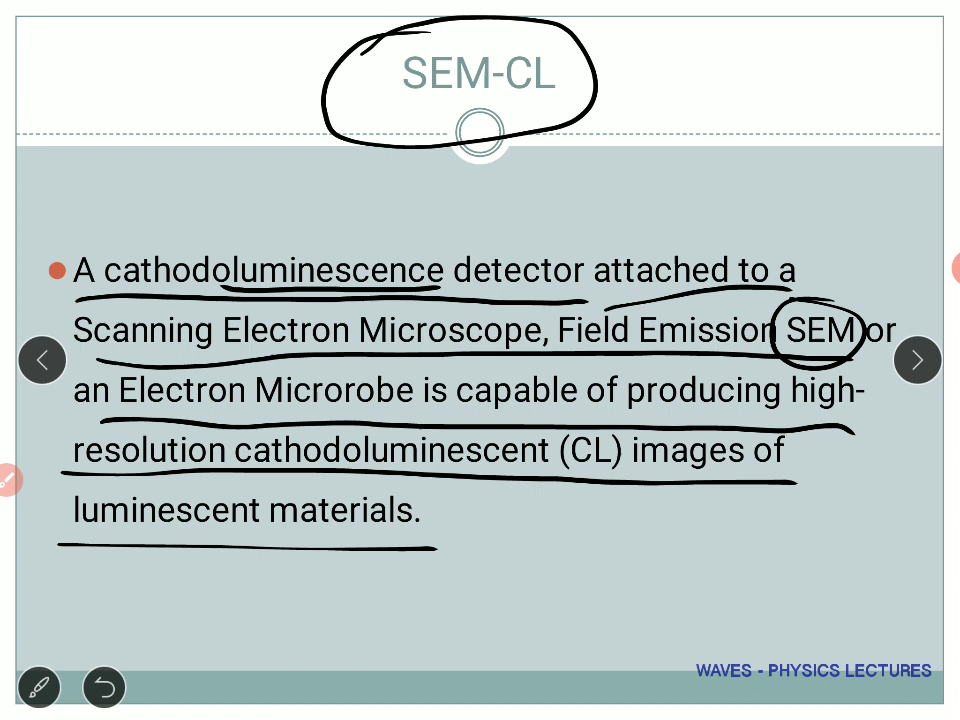 SEM-CL
A cathodoluminescence detector attached to a
Scanning Electron Microscope, Field Emission SEM or
an Electron Microrobe is capable of producing high-
resolution cathodoluminescent (CL) images of
luminescent materials.
WAVES - PHYSICS LECTURES